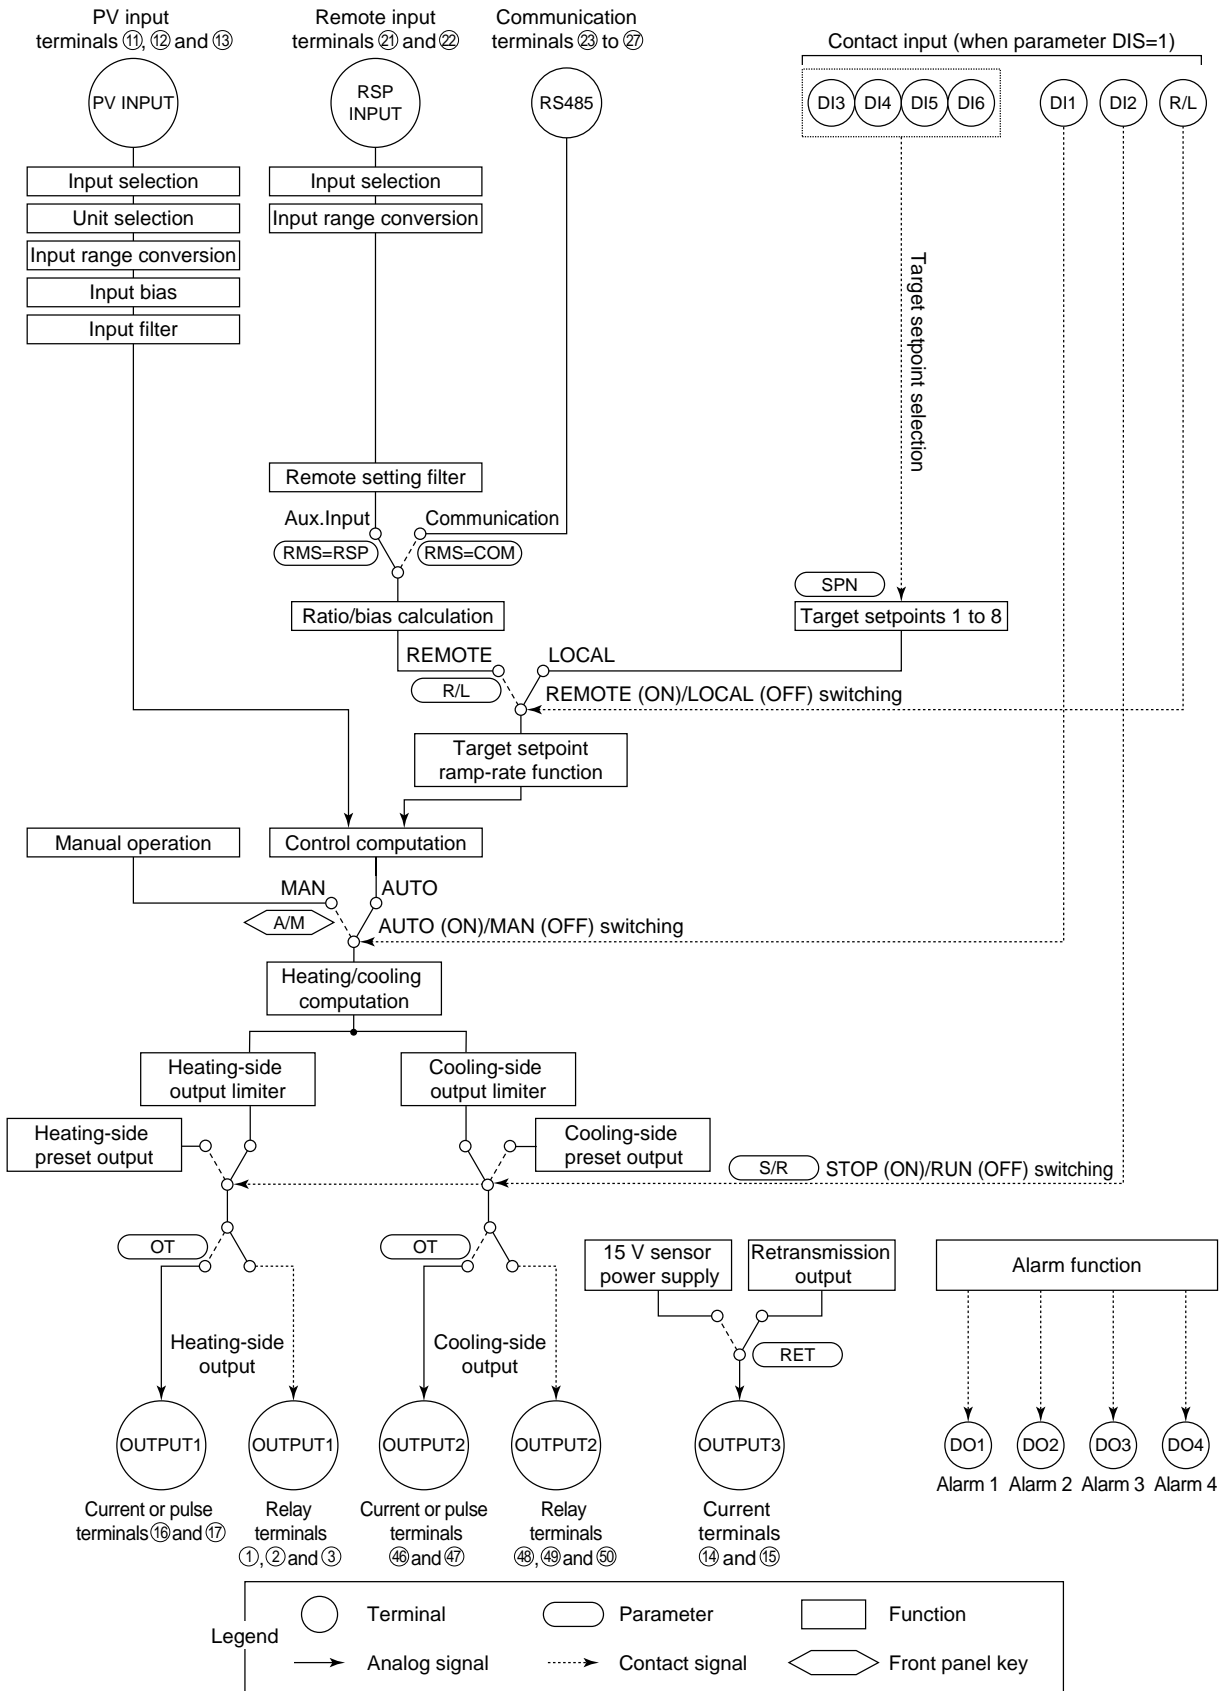 PV input
terminals ⑪, ⑫ and ⑬
Remote input
terminals ㉑ and ㉒
Communication
terminals ㉓ to ㉗
Contact input (when parameter DIS=1)
PV INPUT
RSP
INPUT
RS485
DI3
DI4
DI5
DI6
DI1
DI2
R/L
Input selection
Unit selection
Input range conversion
Input bias
Input filter
Input selection
Input range conversion
Target setpoint selection
Remote setting filter
Aux.Input
Communication
RMS=RSP
RMS=COM
SPN
Ratio/bias calculation
Target setpoints 1 to 8
REMOTE
LOCAL
R/L
REMOTE (ON)/LOCAL (OFF) switching
Target setpoint
ramp-rate function
Manual operation
Control computation
MAN
AUTO
A/M
AUTO (ON)/MAN (OFF) switching
Heating/cooling
computation
Heating-side
output limiter
Cooling-side
output limiter
Heating-side
preset output
Cooling-side
preset output
S/R
STOP (ON)/RUN (OFF) switching
OT
OT
15 V sensor
power supply
Retransmission
output
Alarm function
Heating-side
output
Cooling-side
output
RET
OUTPUT1
OUTPUT1
OUTPUT2
OUTPUT2
OUTPUT3
DO1
DO2
DO3
DO4
Alarm 1
Alarm 2
Alarm 3
Alarm 4
Current or pulse
terminals ⑯ and ⑰
Relay
terminals
①, ② and ③
Current or pulse
terminals
㊻ and ㊼
Relay
terminals
㊽, ㊾ and ㊿
Current
terminals
⑭ and ⑮
Legend
Terminal
Parameter
Function
Analog signal
Contact signal
Front panel key